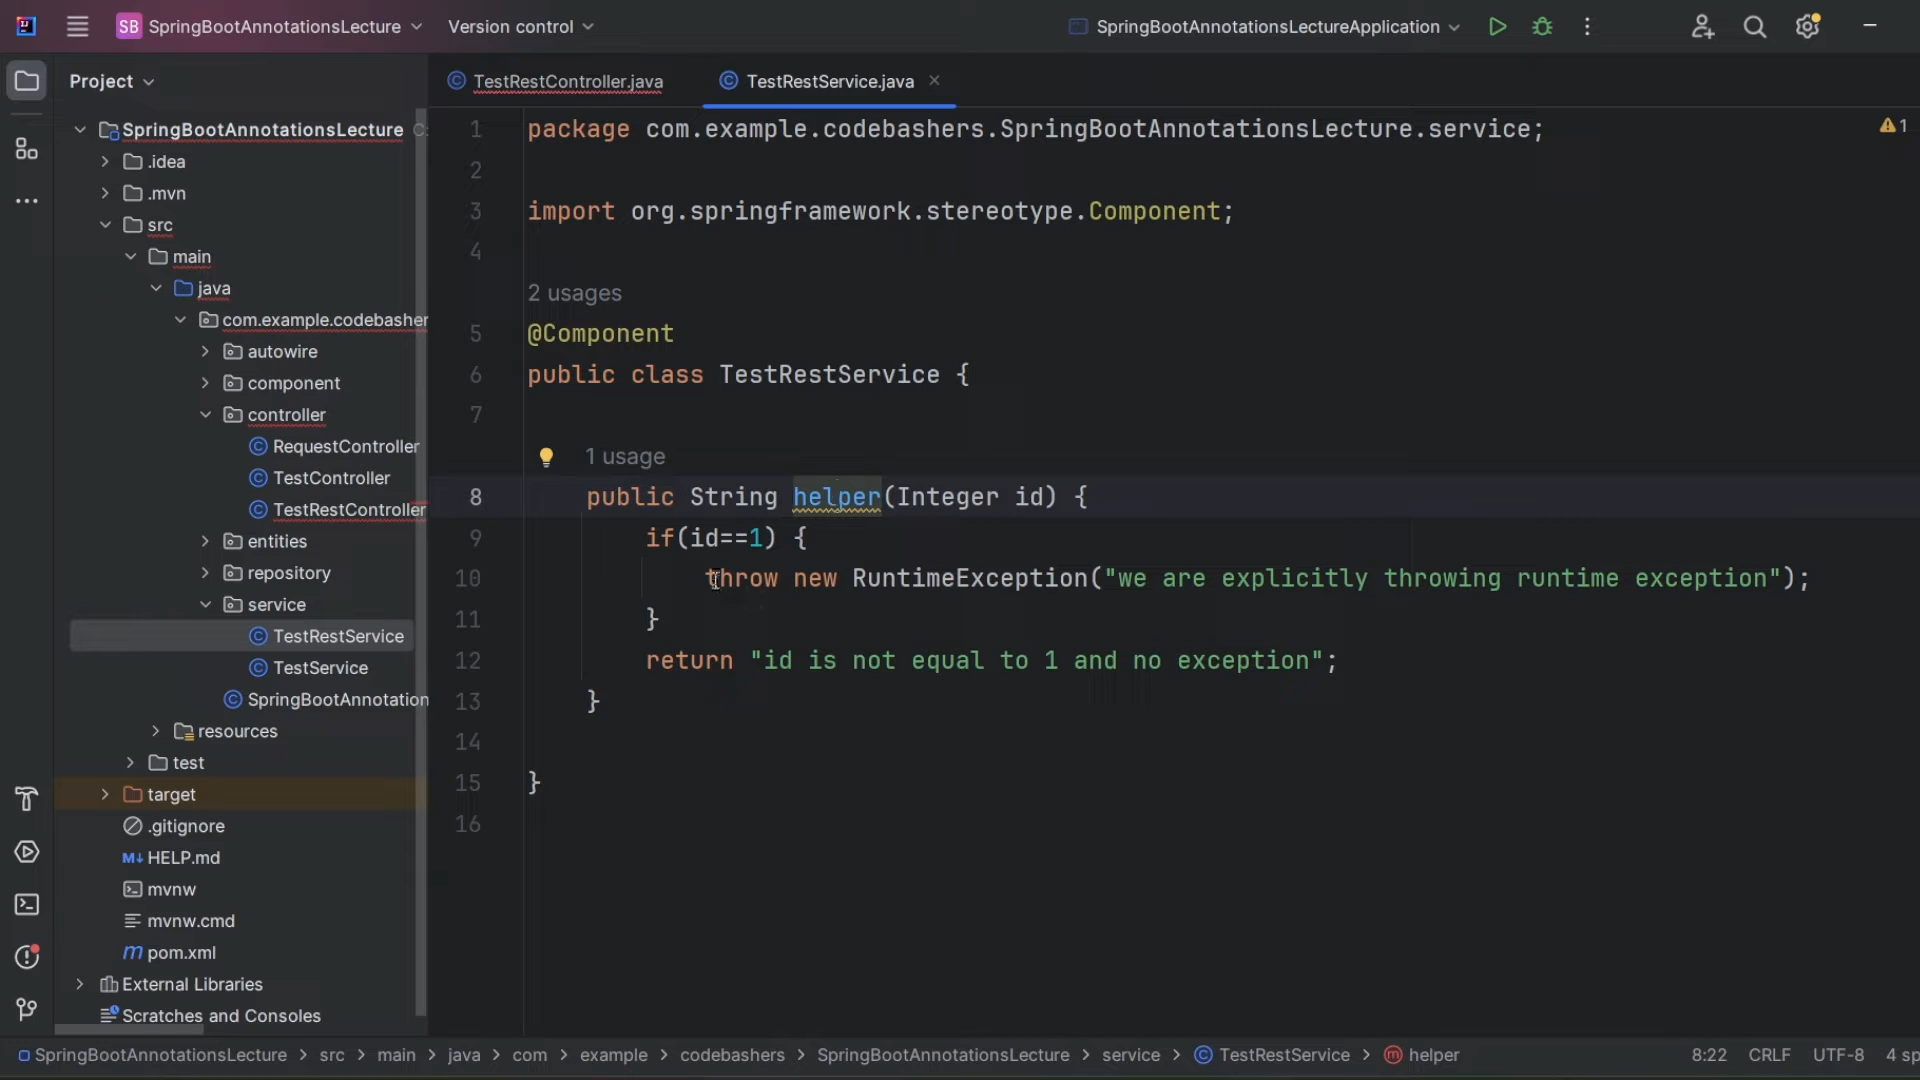 SB SpringBootAnnotationsLecture Version control SpringBootAnnotationsLectureApplication
Project
SpringBootAnnotationsLecture
.idea
.mvn
src
main
java
com.example.codebasher
autowire
component
controller
RequestController
TestController
TestRestController
entities
repository
service
TestRestService
TestService
SpringBootAnnotation
resources
test
target
.gitignore
HELP.md
mvnw
mvnw.cmd
pom.xml
External Libraries
Scratches and Consoles
TestRestController.java TestRestService.java
1 package com.example.codebashers.SpringBootAnnotationsLecture.service;
2
3 import org.springframework.stereotype.Component;
4
2 usages
5 @Component
6 public class TestRestService {
7
1 usage
8 public String helper(Integer id) {
9 if(id==1) {
10 throw new RuntimeException("we are explicitly throwing runtime exception");
11 }
12 return "id is not equal to 1 and no exception";
13 }
14
15 }
16
1
SpringBootAnnotationsLecture > src > main > java > com > example > codebashers > SpringBootAnnotationsLecture > service > TestRestService > helper 8:22 CRLF UTF-8 4 sp